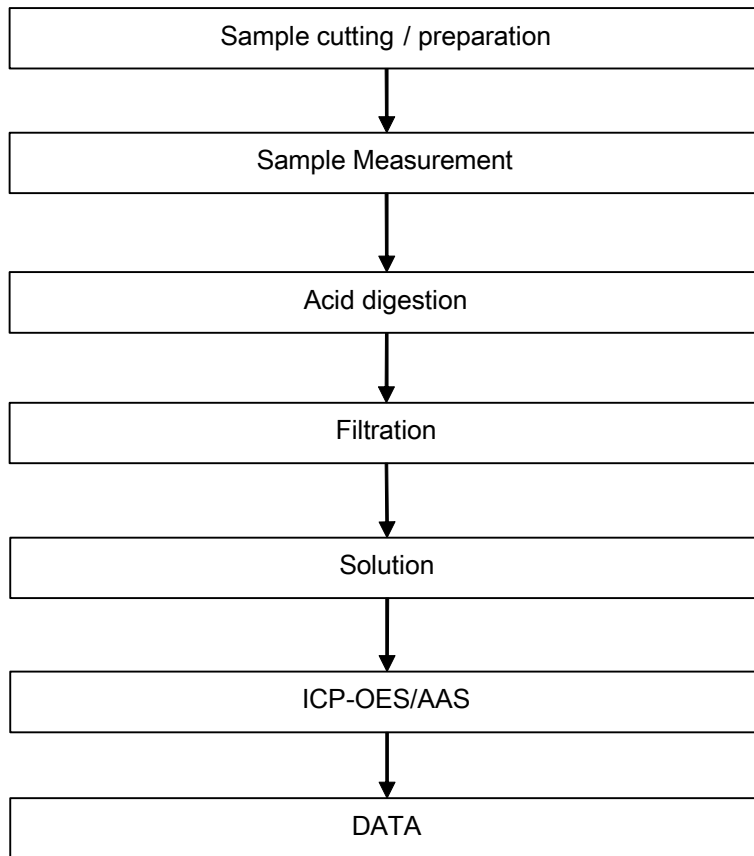 Sample cutting / preparation
Sample Measurement
Acid digestion
Filtration
Solution
ICP-OES/AAS
DATA